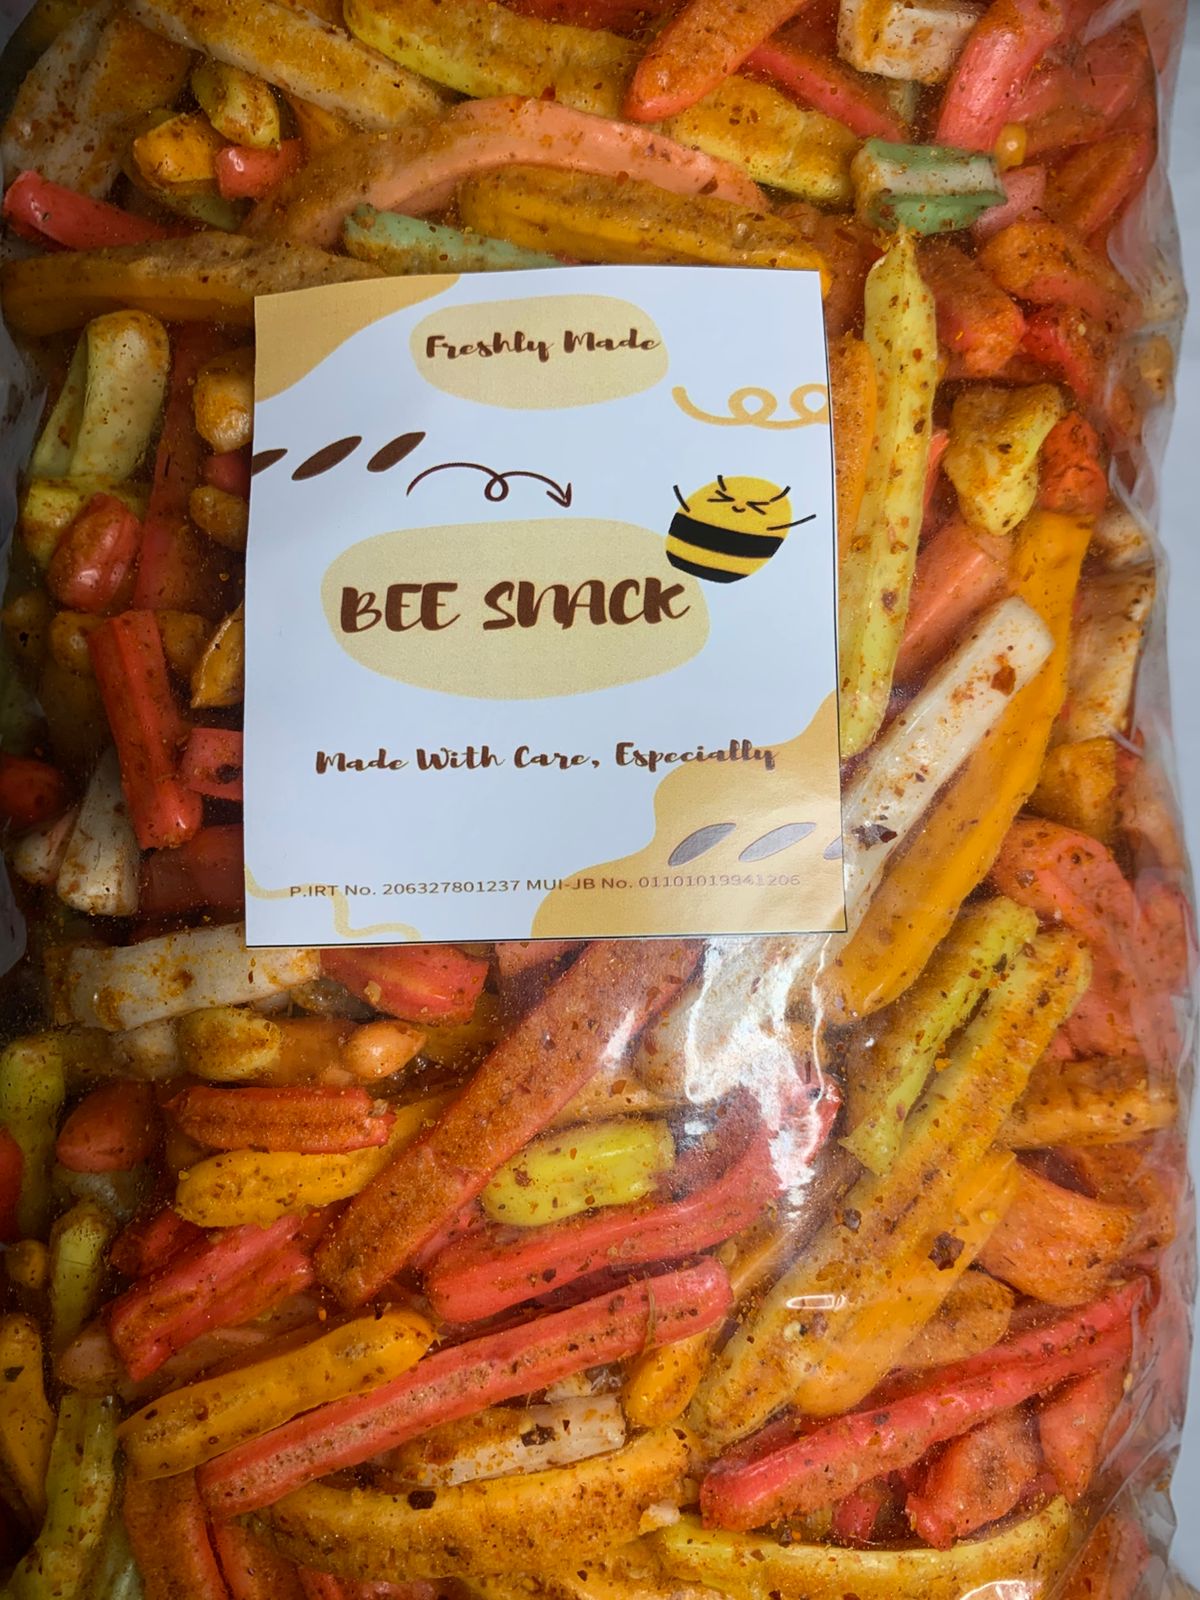 Freshly Made
BEE SNACK
Made With Care, Especially
P.IRT No. 206327801237 MUI-JB No. 01101019941206